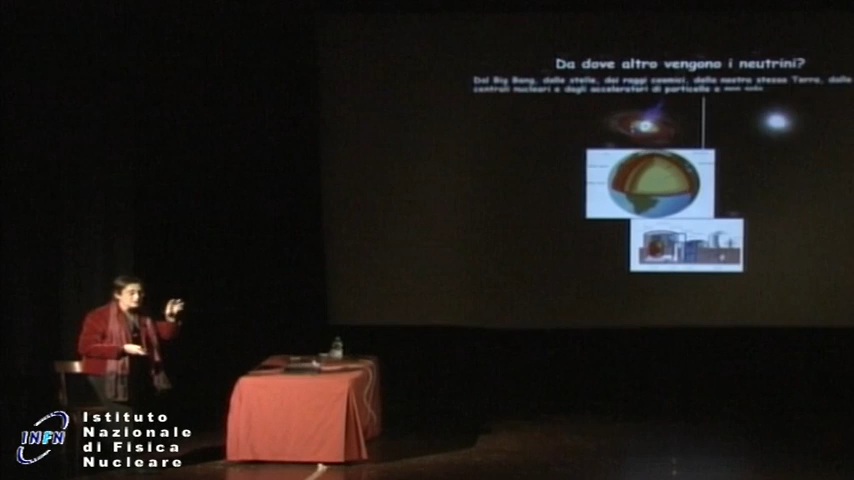 Da dove altro vengono i neutrini?
Dal Big Bang, dalle stelle, dai raggi cosmici, dalla nostra stessa Terra, dalle
centrali nucleari e dagli acceleratori di particelle e
INFN
Istituto
Nazionale
di Fisica
Nucleare